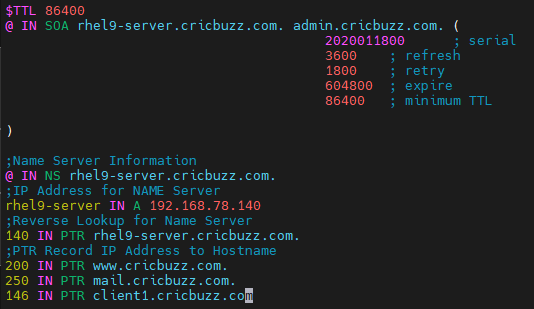 $TTL 86400
@ IN SOA rhel9-server.cricbuzz.com. admin.cricbuzz.com. (
2020011800 ; serial
3600 ; refresh
1800 ; retry
604800 ; expire
86400 ; minimum TTL
)
;Name Server Information
@ IN NS rhel9-server.cricbuzz.com.
;IP Address for NAME Server
rhel9-server IN A 192.168.78.140
;Reverse Lookup for Name Server
140 IN PTR rhel9-server.cricbuzz.com.
;PTR Record IP Address to Hostname
200 IN PTR www.cricbuzz.com.
250 IN PTR mail.cricbuzz.com.
146 IN PTR client1.cricbuzz.com